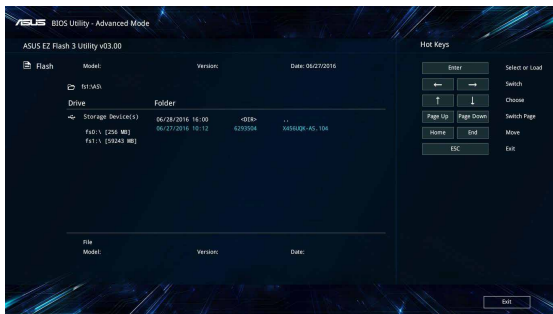 ASUS BIOS Utility - Advanced Mode
ASUS EZ Flash 3 Utility v03.00
Hot Keys
Flash Model: Version: Date: 06/27/2016
fs1:\AS\
Drive Folder
Storage Device(s) 06/28/2016 16:00 <DIR> ..
06/27/2016 10:12 6293504 X456UQK-AS.104
fs0:\ [256 MB]
fs1:\ [59243 MB]
Enter Select or Load
← → Switch
↑ ↓ Choose
Page Up Page Down Switch Page
Home End Move
ESC Exit
File
Model: Version: Date:
Exit